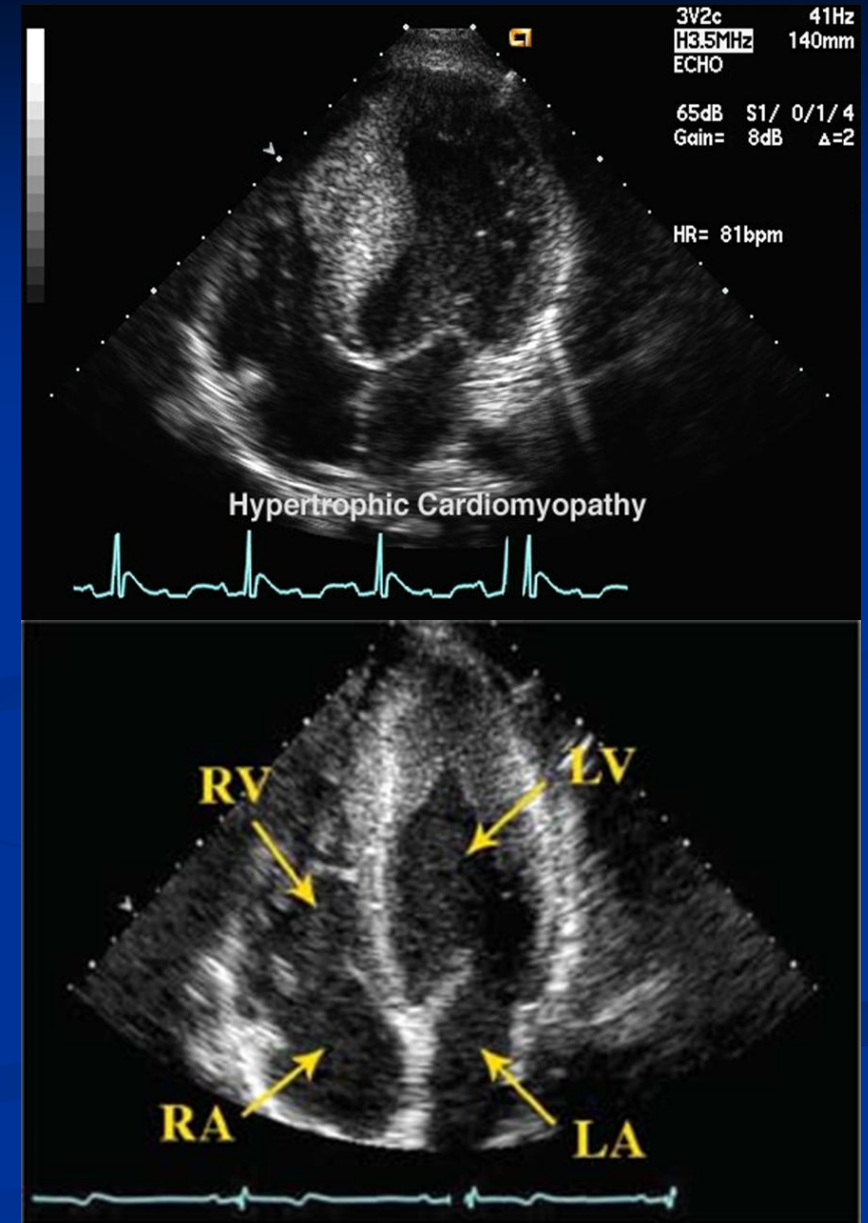 3V2c 41Hz
H3.5MHz 140mm
ECHO
65dB S1/ 0/1/4
Gain= 8dB Δ=2
HR= 81bpm
Hypertrophic Cardiomyopathy
RV
LV
RA
LA